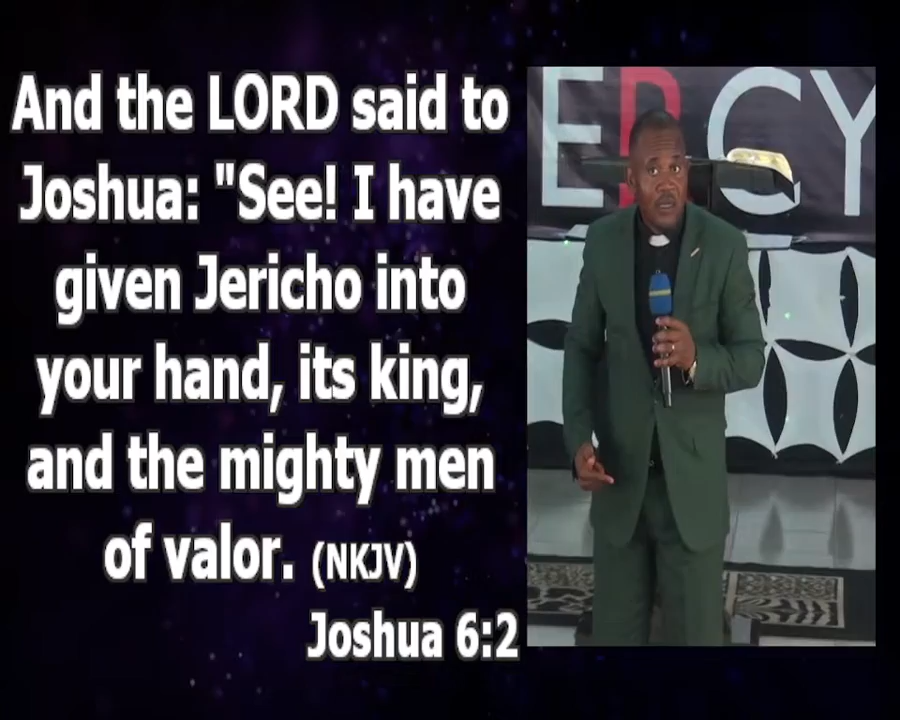 And the LORD said to
Joshua: "See! I have
given Jericho into
your hand, its king,
and the mighty men
of valor. (NKJV)
Joshua 6:2
ERCY